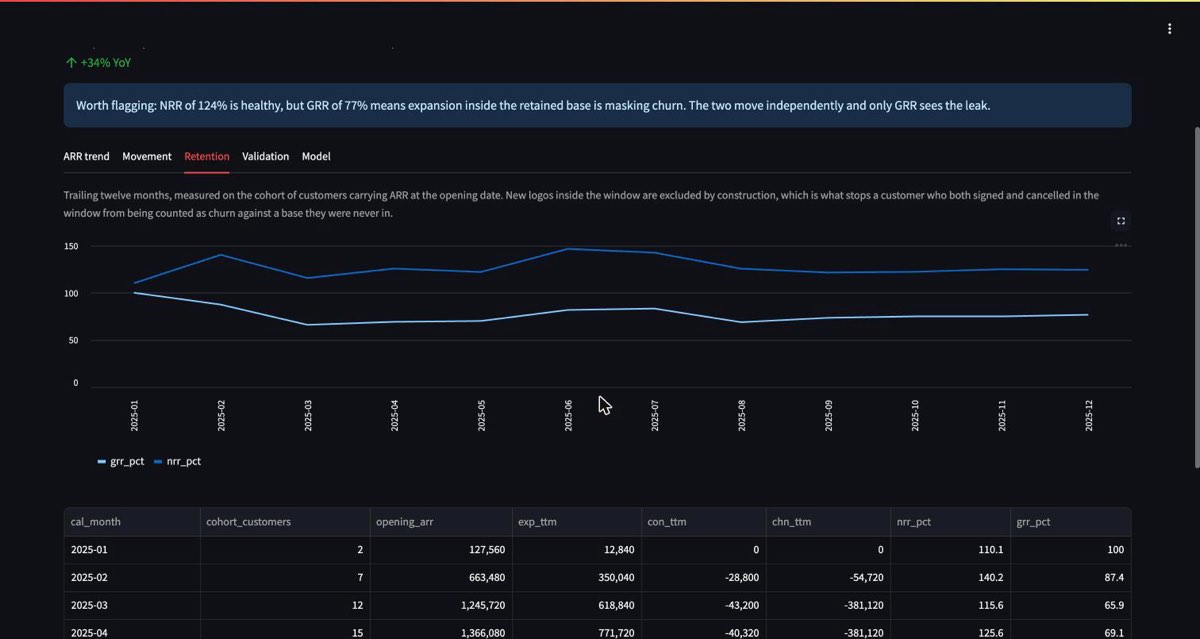 ↑ +34% YoY
Worth flagging: NRR of 124% is healthy, but GRR of 77% means expansion inside the retained base is masking churn. The two move independently and only GRR sees the leak.
ARR trend Movement Retention Validation Model
Trailing twelve months, measured on the cohort of customers carrying ARR at the opening date. New logos inside the window are excluded by construction, which is what stops a customer who both signed and cancelled in the
window from being counted as churn against a base they were never in.
150
100
50
0
2025-01 2025-02 2025-03 2025-04 2025-05 2025-06 2025-07 2025-08 2025-09 2025-10 2025-11 2025-12
grr_pct nrr_pct
cal_month cohort_customers opening_arr exp_ttm con_ttm chn_ttm nrr_pct grr_pct
2025-01 2 127,560 12,840 0 0 110.1 100
2025-02 7 663,480 350,040 -28,800 -54,720 140.2 87.4
2025-03 12 1,245,720 618,840 -43,200 -381,120 115.6 65.9
2025-04 15 1,366,080 771,720 -40,320 -381,120 125.6 69.1